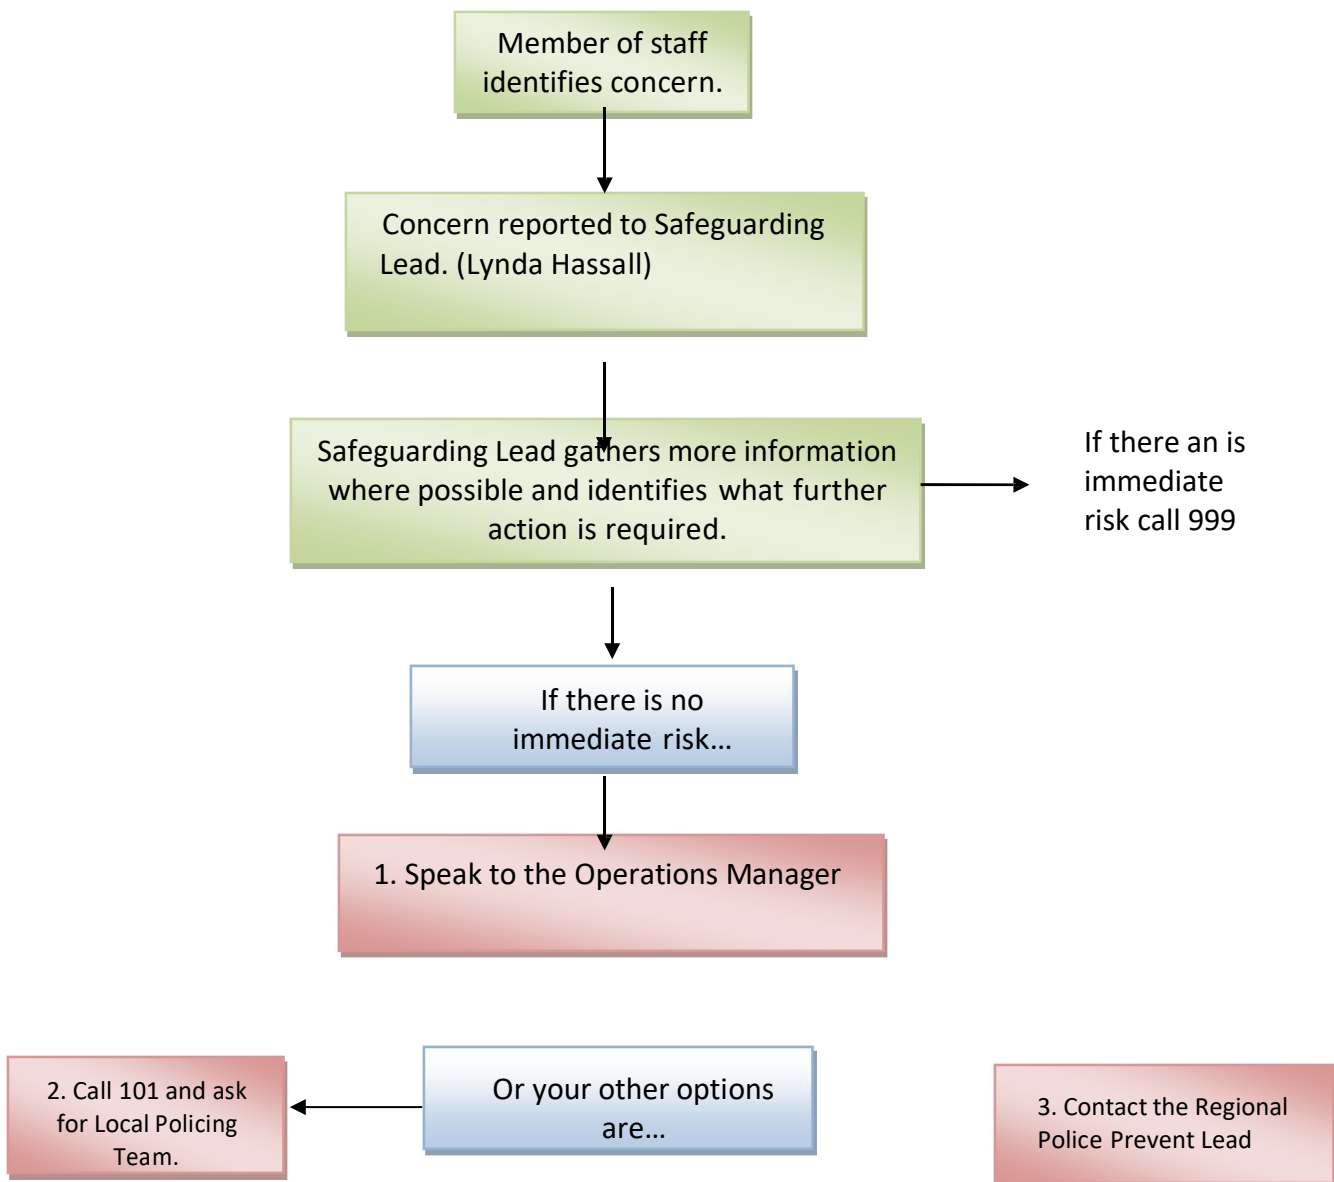 Member of staff
identifies concern.
Concern reported to Safeguarding
Lead. (Lynda Hassall)
Safeguarding Lead gathers more information
where possible and identifies what further
action is required.
If there an is
immediate
risk call 999
If there is no
immediate risk…
1. Speak to the Operations Manager
2. Call 101 and ask
for Local Policing
Team.
Or your other options
are…
3. Contact the Regional
Police Prevent Lead